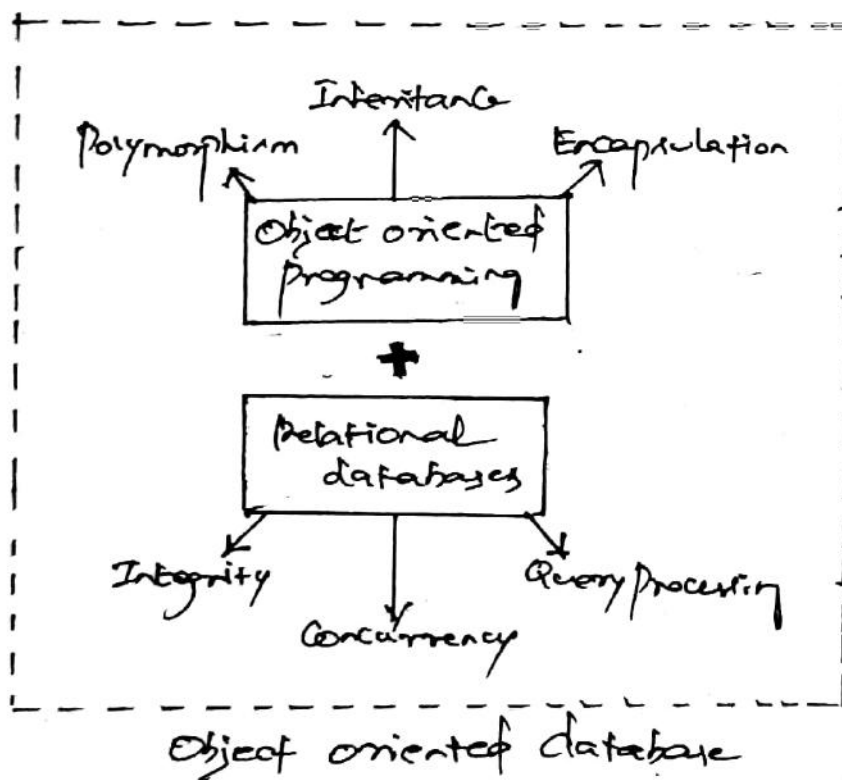 Inheritance
Polymorphism
Encapsulation
Object oriented
programming
+
Relational
databases
Integrity
Query Processing
Concurrency
Object oriented database